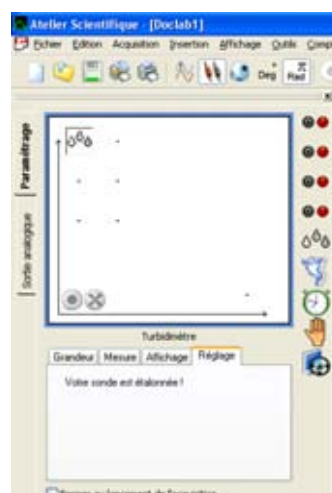 Atelier Scientifique - [Doclab1]
Fichier Edition Acquisition Insertion Affichage Outils Comp
Deg Rad
Paramétrage
Sortie analogique
Turbidimètre
Grandeur Mesure Affichage Réglage
Votre sonde est étalonnée !